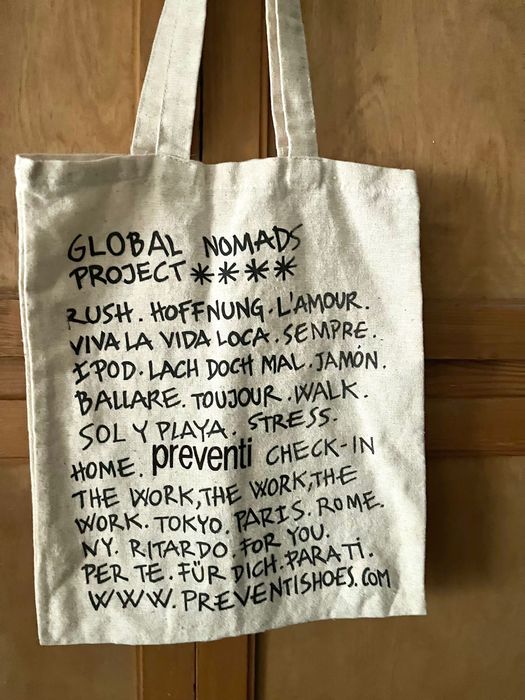 GLOBAL NOMADS
PROJECT ****
RUSH. HOFFNUNG. L'AMOUR.
VIVA LA VIDA LOCA. SEMPRE.
IPOD. LACH DOCH MAL. JAMÓN.
BALLARE. TOUJOUR. WALK.
SOL Y PLAYA. STRESS.
HOME. preventi CHECK-IN
THE WORK, THE WORK, THE
WORK. TOKYO. PARIS. ROME.
NY. RITARDO. FOR YOU.
PER TE. FÜR DICH. PARA TI.
WWW.PREVENTISHOES.COM